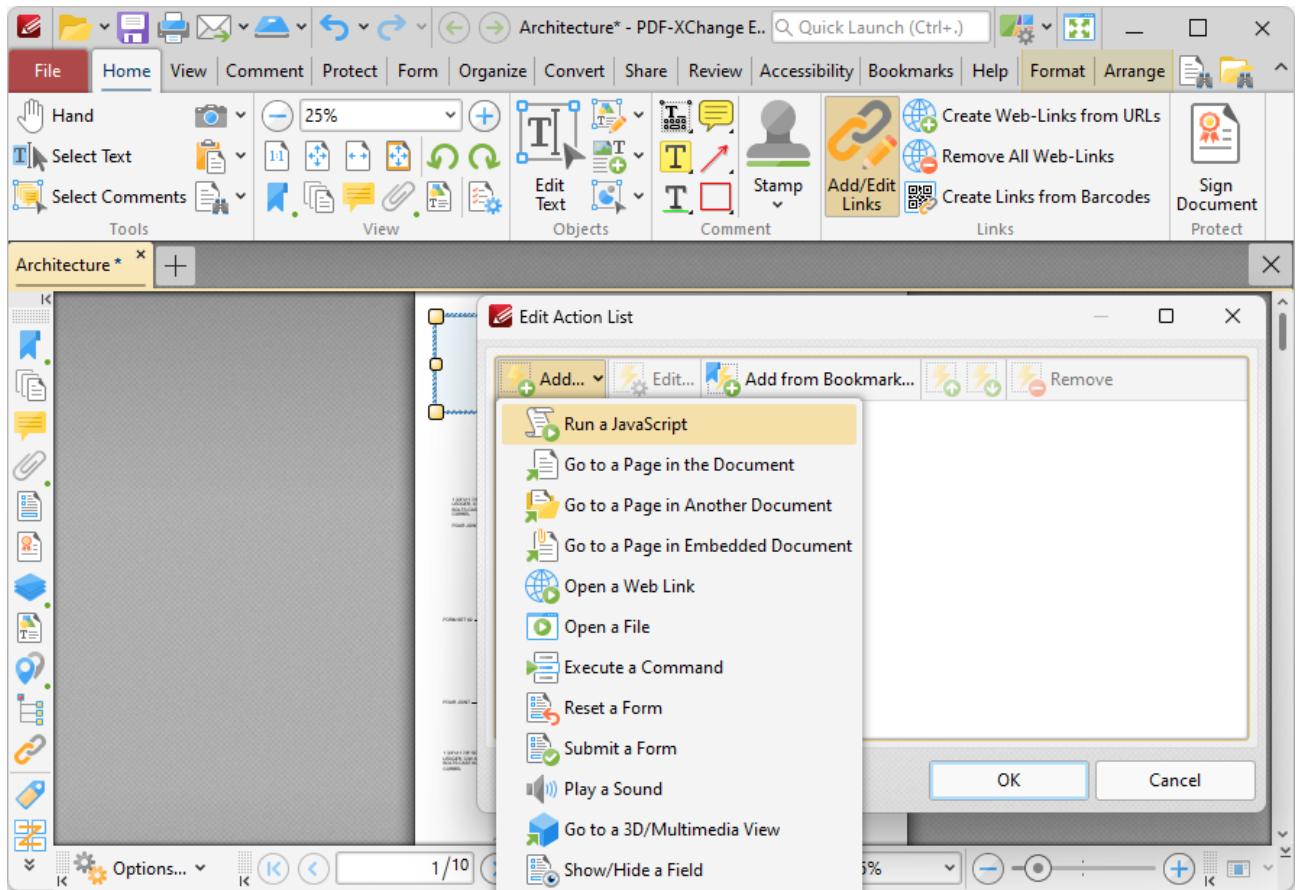 Architecture* - PDF-XChange E..
Quick Launch (Ctrl+.)
File Home View Comment Protect Form Organize Convert Share Review Accessibility Bookmarks Help Format Arrange
Hand
Select Text
Select Comments
Tools
25%
1:1
View
Edit Text
Objects
Comment
Stamp
Add/Edit Links
Create Web-Links from URLs
Remove All Web-Links
Create Links from Barcodes
Links
Sign Document
Protect
Architecture *
Edit Action List
Add... Edit... Add from Bookmark... Remove
Run a JavaScript
Go to a Page in the Document
Go to a Page in Another Document
Go to a Page in Embedded Document
Open a Web Link
Open a File
Execute a Command
Reset a Form
Submit a Form
Play a Sound
Go to a 3D/Multimedia View
Show/Hide a Field
OK Cancel
Options... 1/10